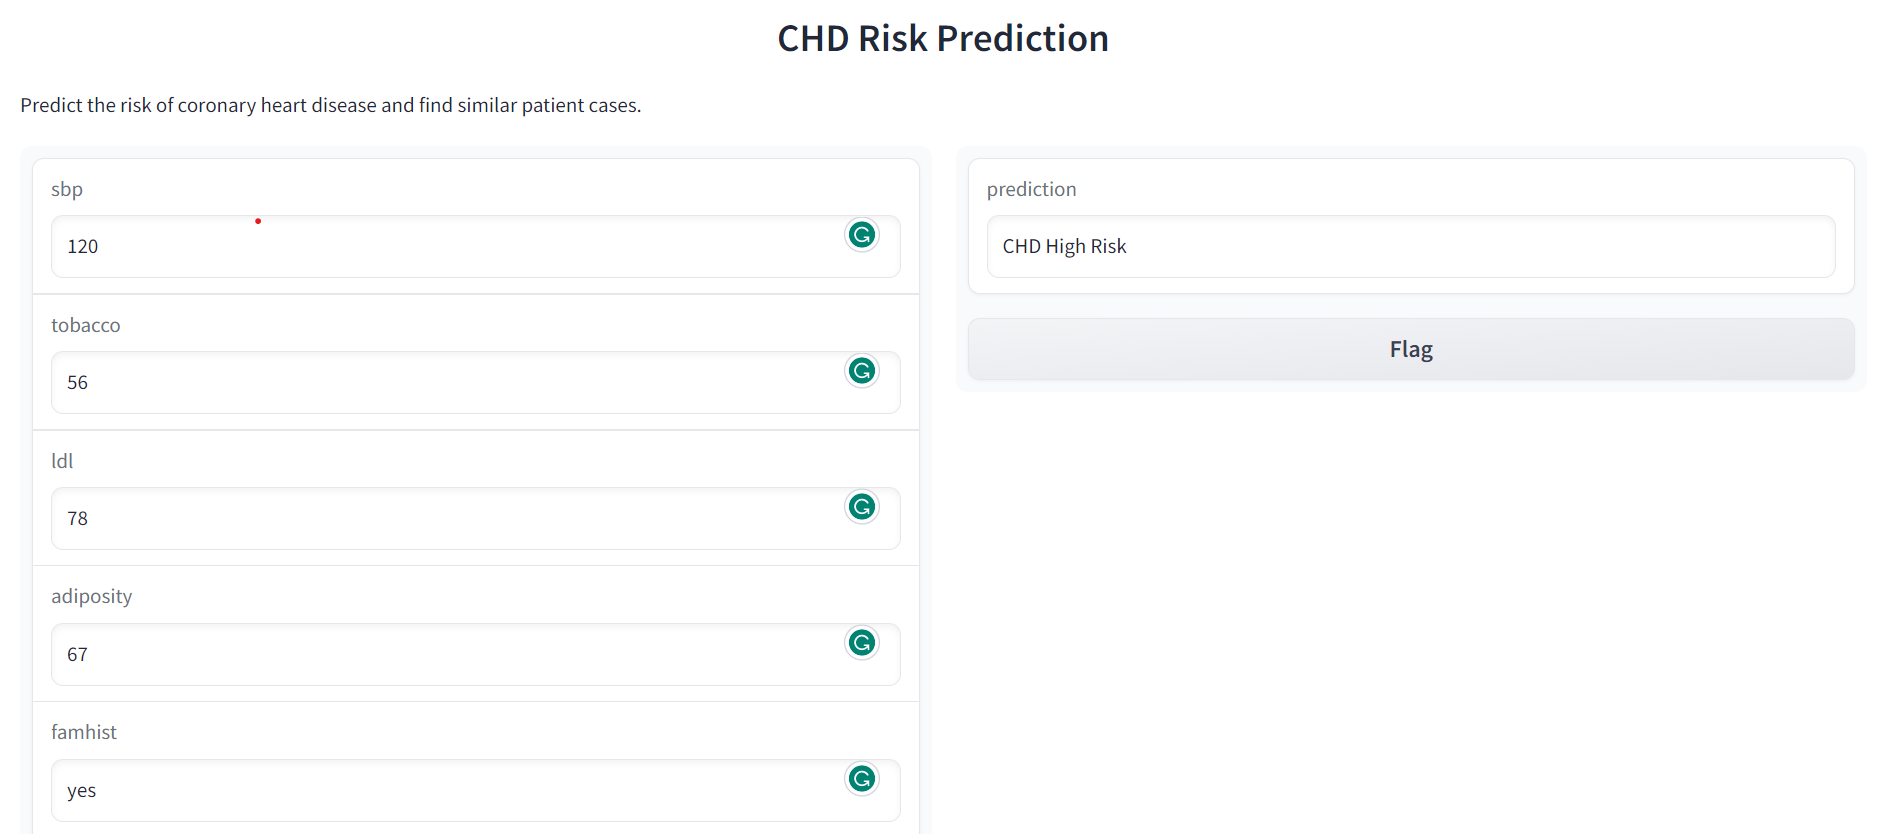 CHD Risk Prediction
Predict the risk of coronary heart disease and find similar patient cases.
sbp
120
tobacco
56
ldl
78
adiposity
67
famhist
yes
prediction
CHD High Risk
Flag